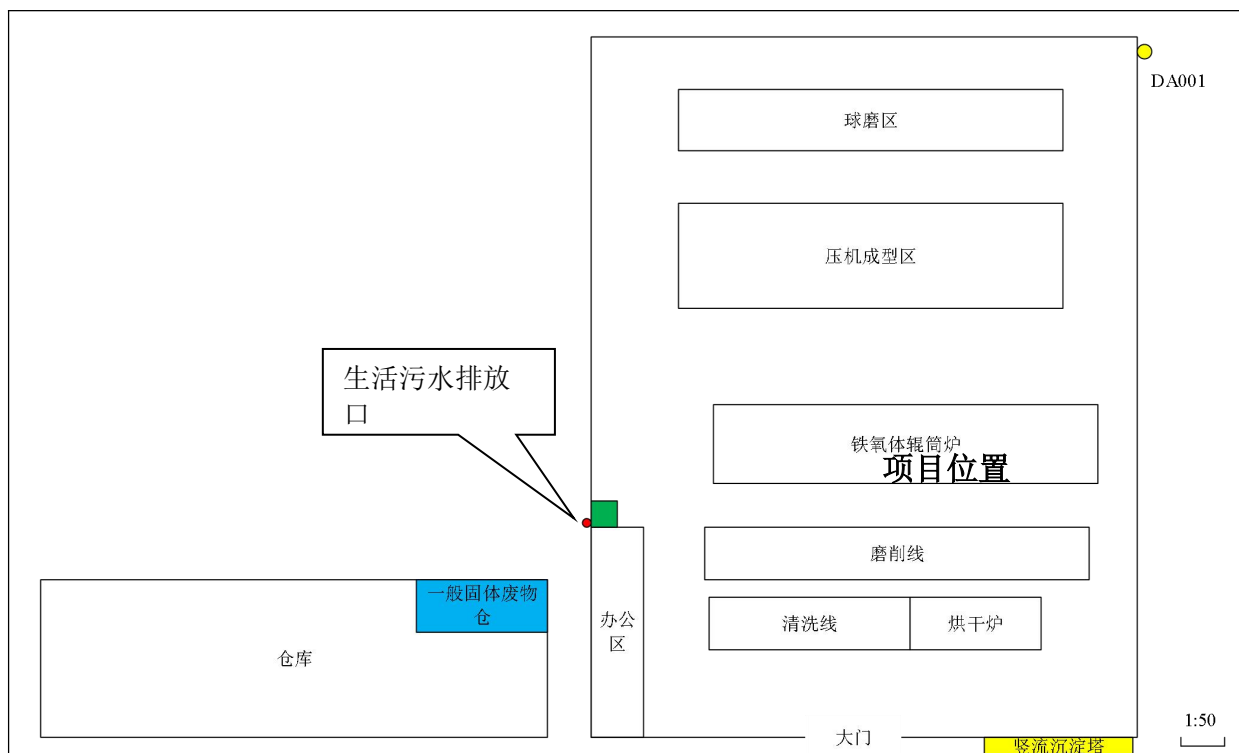 DA001
球磨区
压机成型区
生活污水排放
口
铁氧体辊筒炉
项目位置
磨削线
一般固体废物
仓
办公
区
清洗线
烘干炉
仓库
1:50
大门
竖流沉淀塔